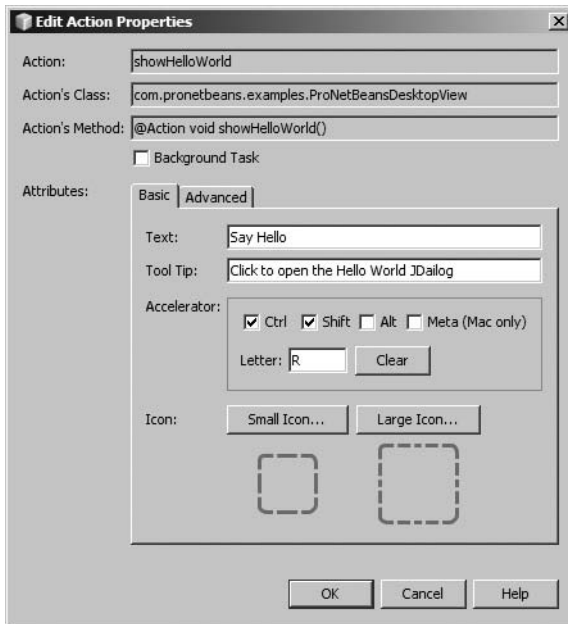 Edit Action Properties
Action: showHelloWorld
Action's Class: com.pronetbeans.examples.ProNetBeansDesktopView
Action's Method: @Action void showHelloWorld()
Background Task
Attributes: Basic Advanced
Text: Say Hello
Tool Tip: Click to open the Hello World JDailog
Accelerator: Ctrl Shift Alt Meta (Mac only)
Letter: R Clear
Icon: Small Icon... Large Icon...
OK Cancel Help